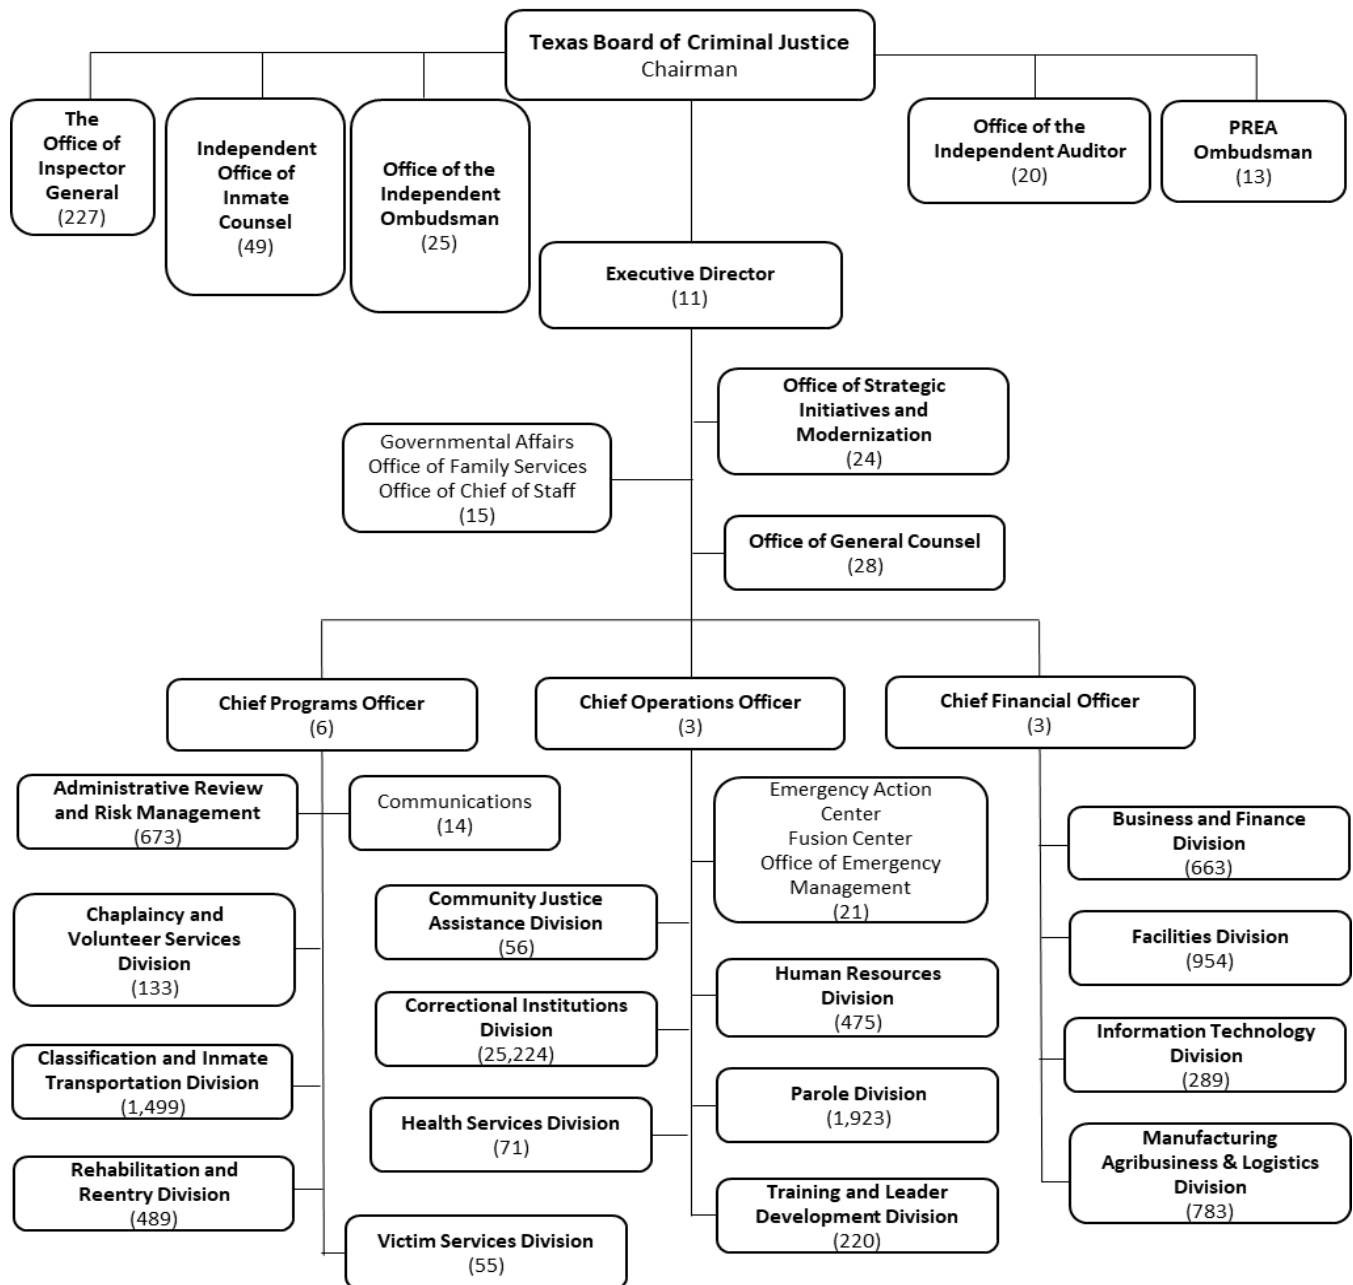 Texas Board of Criminal Justice
Chairman
The
Office of
Inspector
General
(227)
Independent
Office of
Inmate
Counsel
(49)
Office of the
Independent
Ombudsman
(25)
Office of the
Independent Auditor
(20)
PREA
Ombudsman
(13)
Executive Director
(11)
Office of Strategic
Initiatives and
Modernization
(24)
Governmental Affairs
Office of Family Services
Office of Chief of Staff
(15)
Office of General Counsel
(28)
Chief Programs Officer
(6)
Chief Operations Officer
(3)
Chief Financial Officer
(3)
Administrative Review
and Risk Management
(673)
Communications
(14)
Chaplaincy and
Volunteer Services
Division
(133)
Classification and Inmate
Transportation Division
(1,499)
Rehabilitation and
Reentry Division
(489)
Victim Services Division
(55)
Emergency Action
Center
Fusion Center
Office of Emergency
Management
(21)
Community Justice
Assistance Division
(56)
Human Resources
Division
(475)
Correctional Institutions
Division
(25,224)
Parole Division
(1,923)
Health Services Division
(71)
Training and Leader
Development Division
(220)
Business and Finance
Division
(663)
Facilities Division
(954)
Information Technology
Division
(289)
Manufacturing
Agribusiness & Logistics
Division
(783)